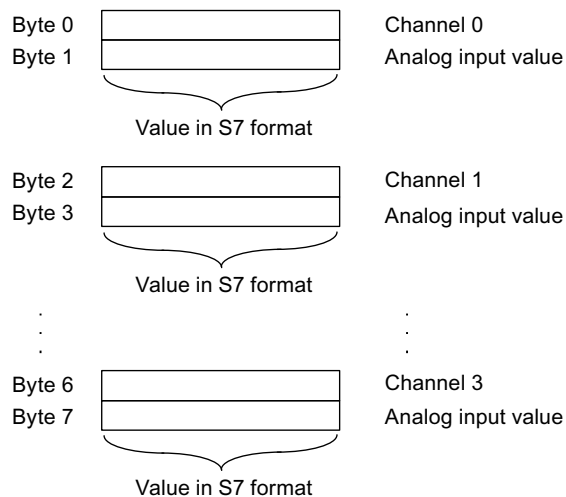 Byte 0 Channel 0
Byte 1 Analog input value
Value in S7 format
Byte 2 Channel 1
Byte 3 Analog input value
Value in S7 format
. .
. .
. .
Byte 6 Channel 3
Byte 7 Analog input value
Value in S7 format